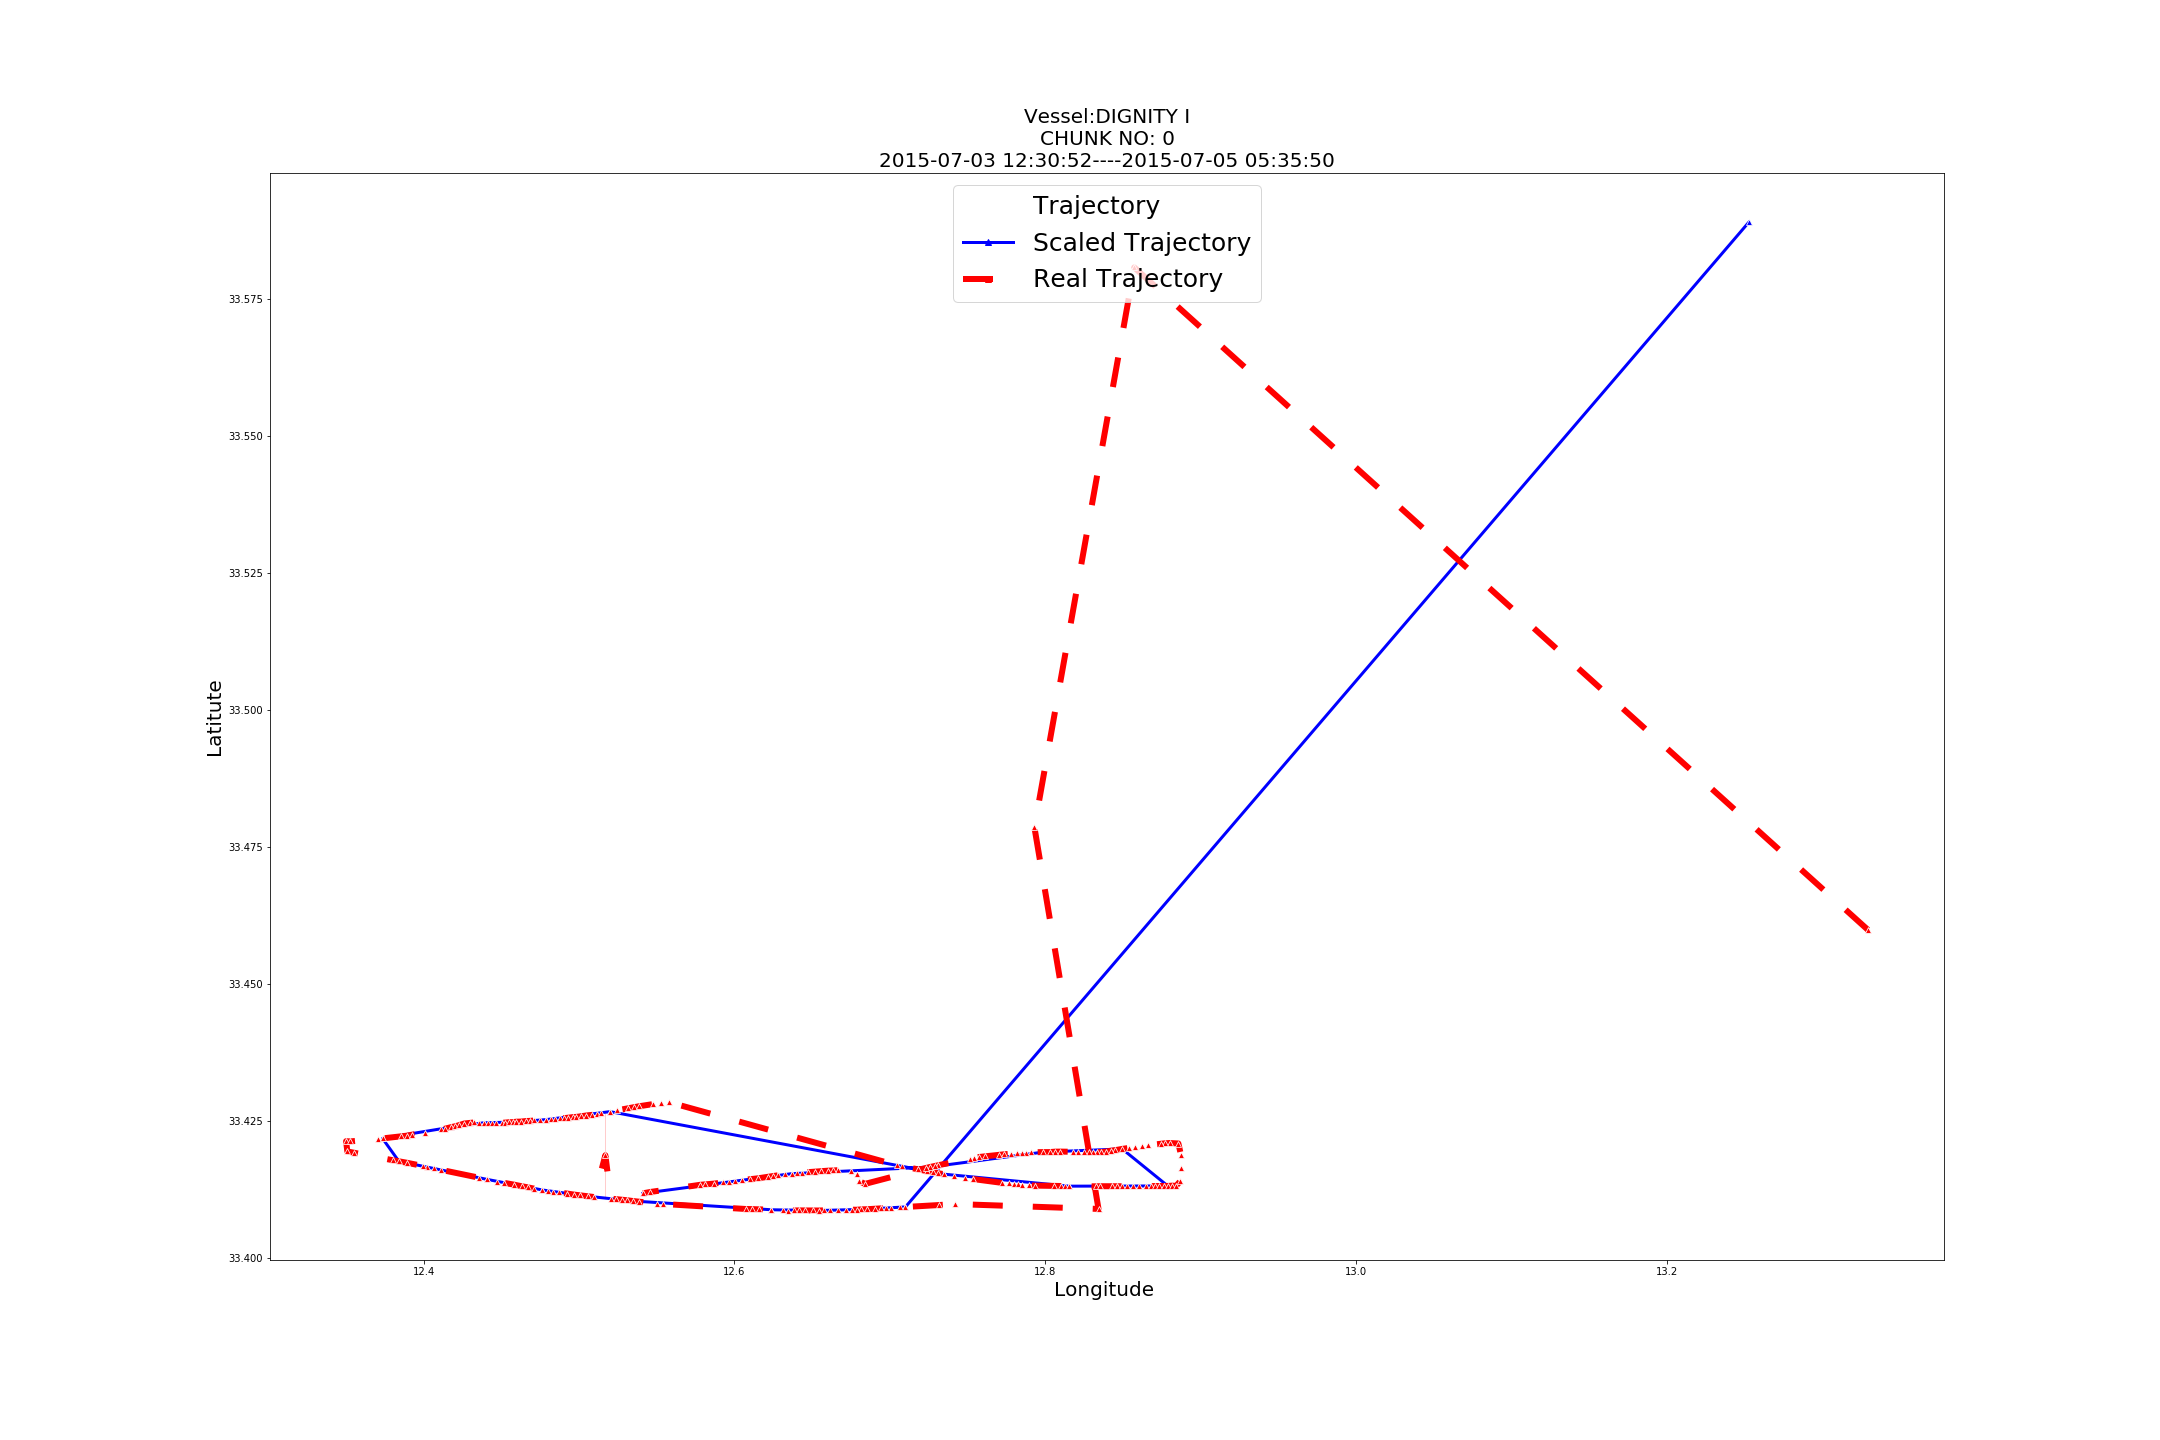 Vessel:DIGNITY I
CHUNK NO: 0
2015-07-03 12:30:52----2015-07-05 05:35:50
Trajectory
Scaled Trajectory
Real Trajectory
33.575
33.550
33.525
33.500
33.475
33.450
33.425
33.400
Latitute
12.4
12.6
12.8
13.0
13.2
Longitude